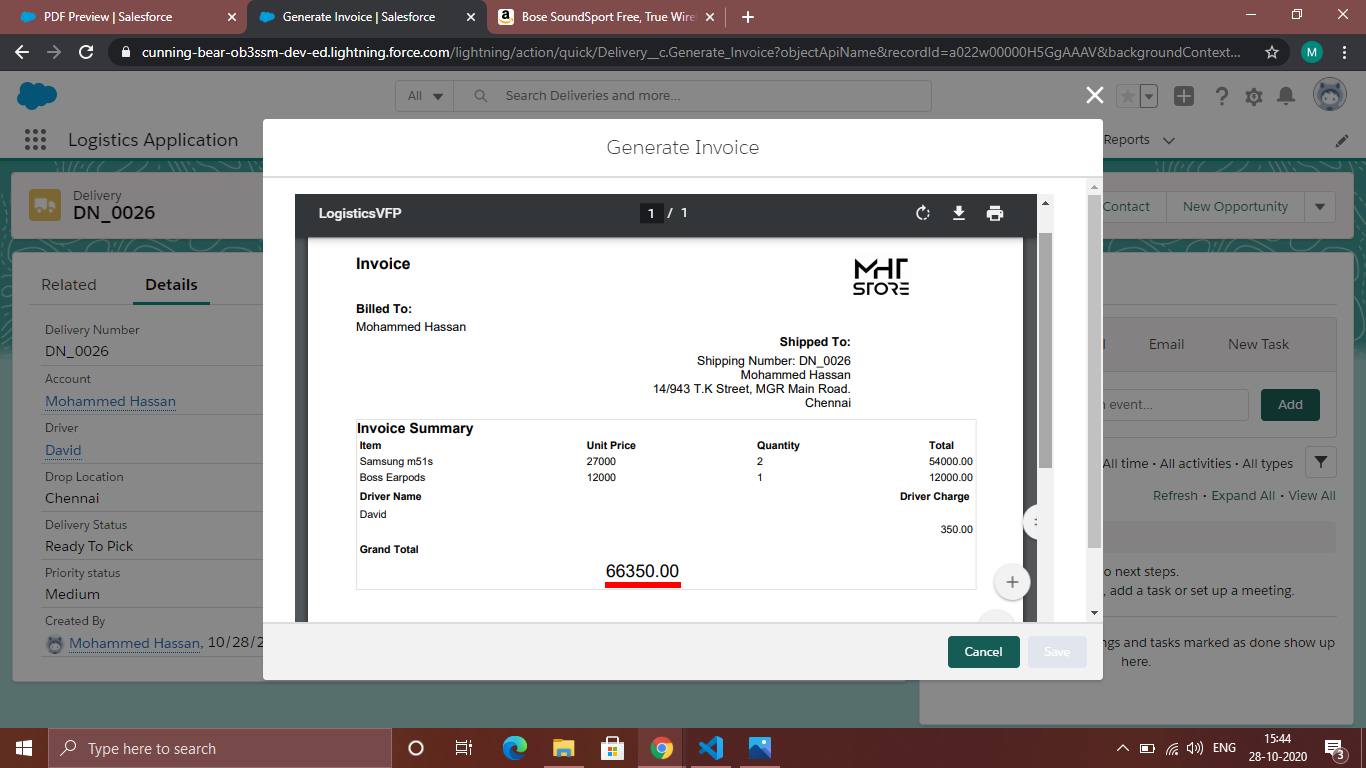 PDF Preview | Salesforce
Generate Invoice | Salesforce
Bose SoundSport Free, True Wire
cunning-bear-ob3ssm-dev-ed.lightning.force.com/lightning/action/quick/Delivery__c.Generate_Invoice?objectApiName&recordId=a022w00000H5GgAAAV&backgroundContext...
M
All
Search Deliveries and more...
Logistics Application
Reports
Generate Invoice
Delivery
DN_0026
Contact
New Opportunity
LogisticsVFP
1 / 1
Related
Details
Delivery Number
DN_0026
Account
Mohammed Hassan
Driver
David
Drop Location
Chennai
Delivery Status
Ready To Pick
Priority status
Medium
Created By
Mohammed Hassan, 10/28/2
Invoice
MHT
STORE
Billed To:
Mohammed Hassan
Shipped To:
Shipping Number: DN_0026
Mohammed Hassan
14/943 T.K Street, MGR Main Road.
Chennai
Invoice Summary
Item Unit Price Quantity Total
Samsung m51s 27000 2 54000.00
Boss Earpods 12000 1 12000.00
Driver Name Driver Charge
David
350.00
Grand Total
66350.00
Email
New Task
event...
Add
All time • All activities • All types
Refresh • Expand All • View All
next steps.
, add a task or set up a meeting.
and tasks marked as done show up
here.
Cancel
Save
Type here to search
ENG
15:44
28-10-2020
3